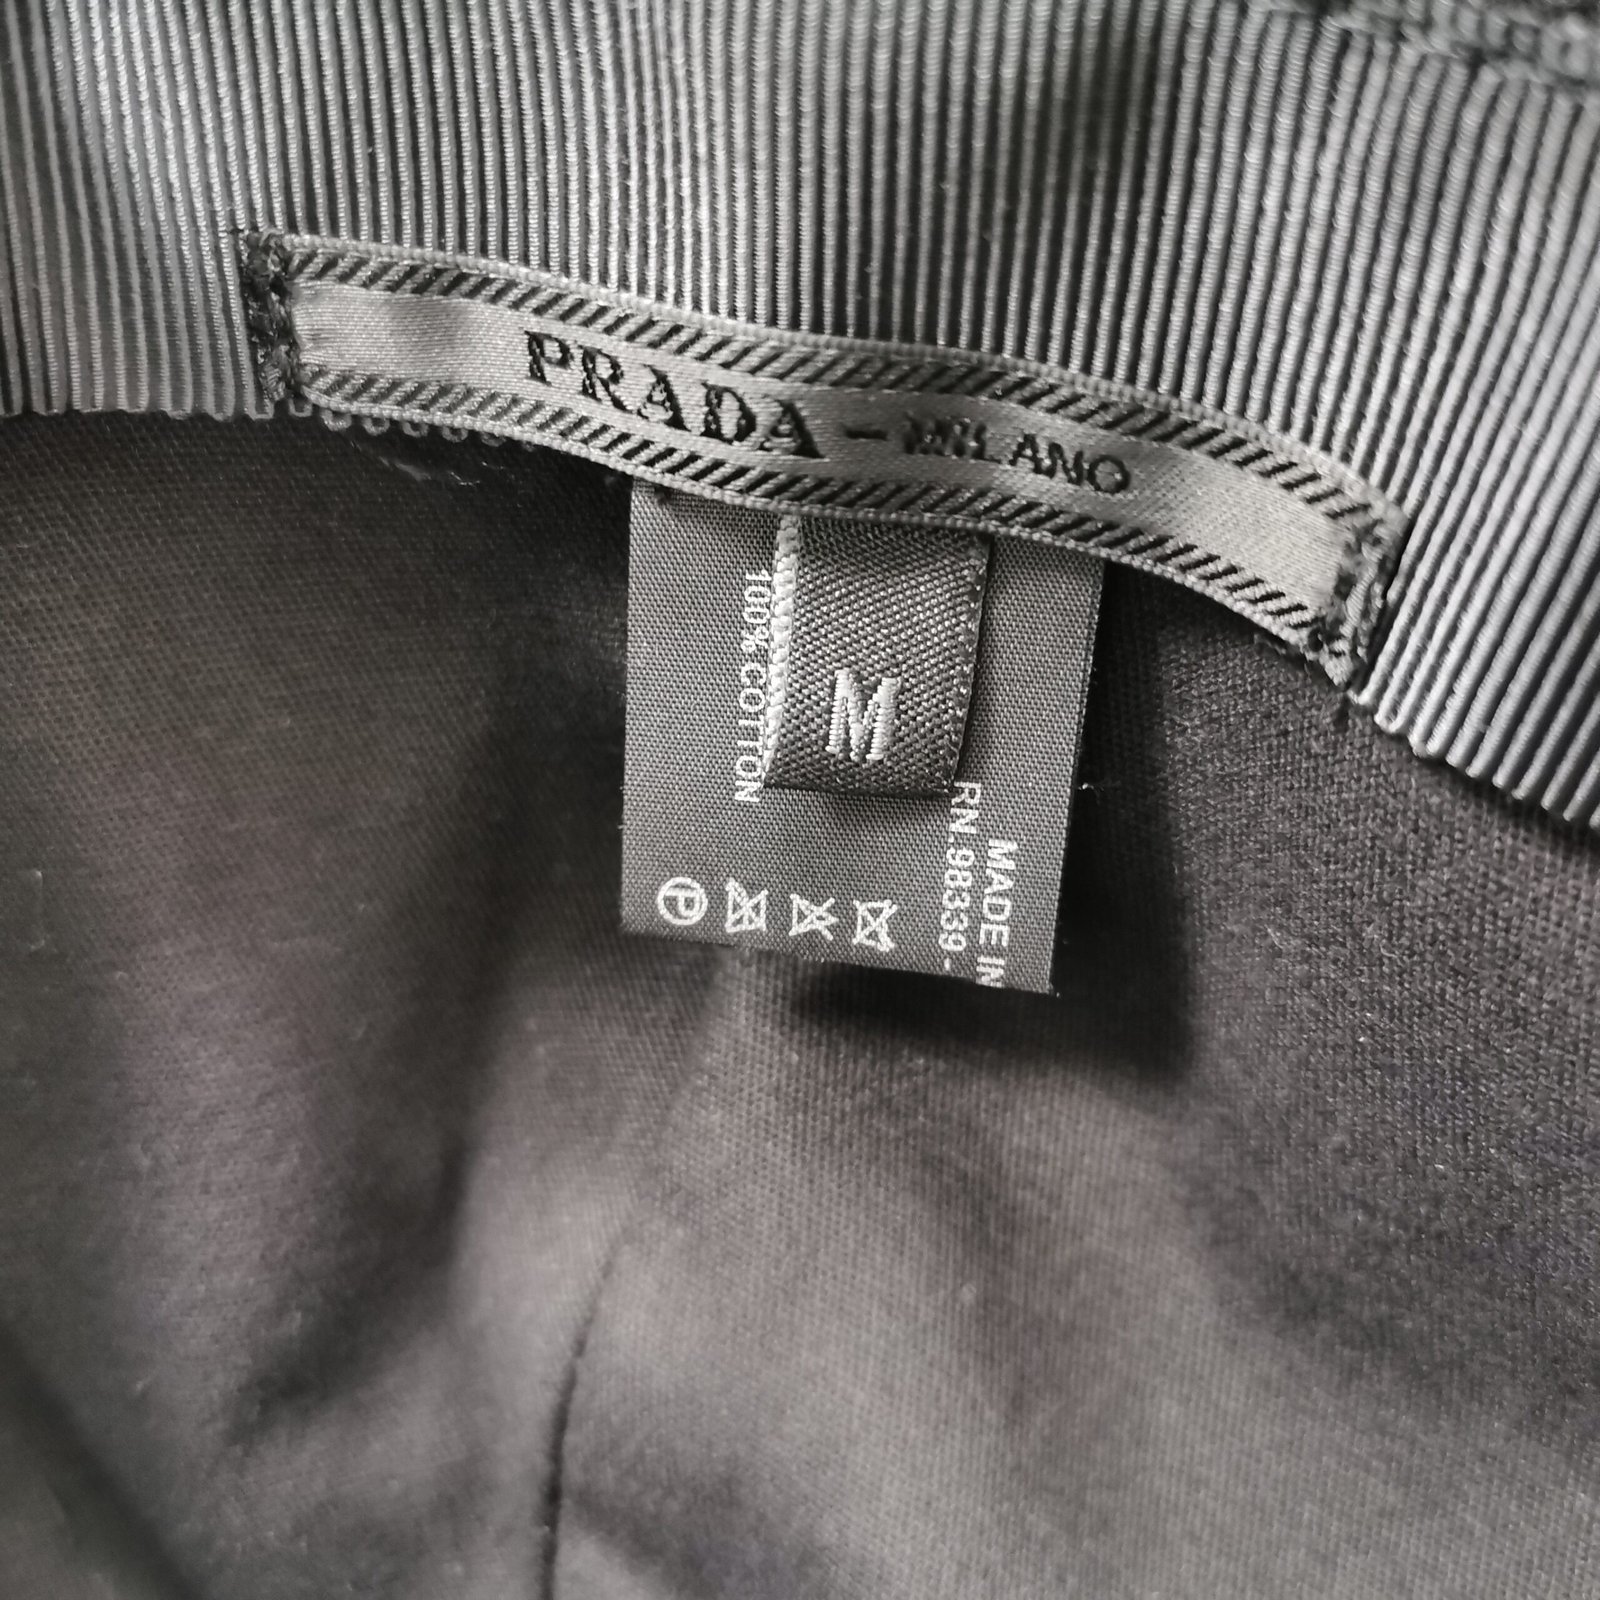 PRADA - MILANO
M
100% COTTON
MADE IN
RN.98339-